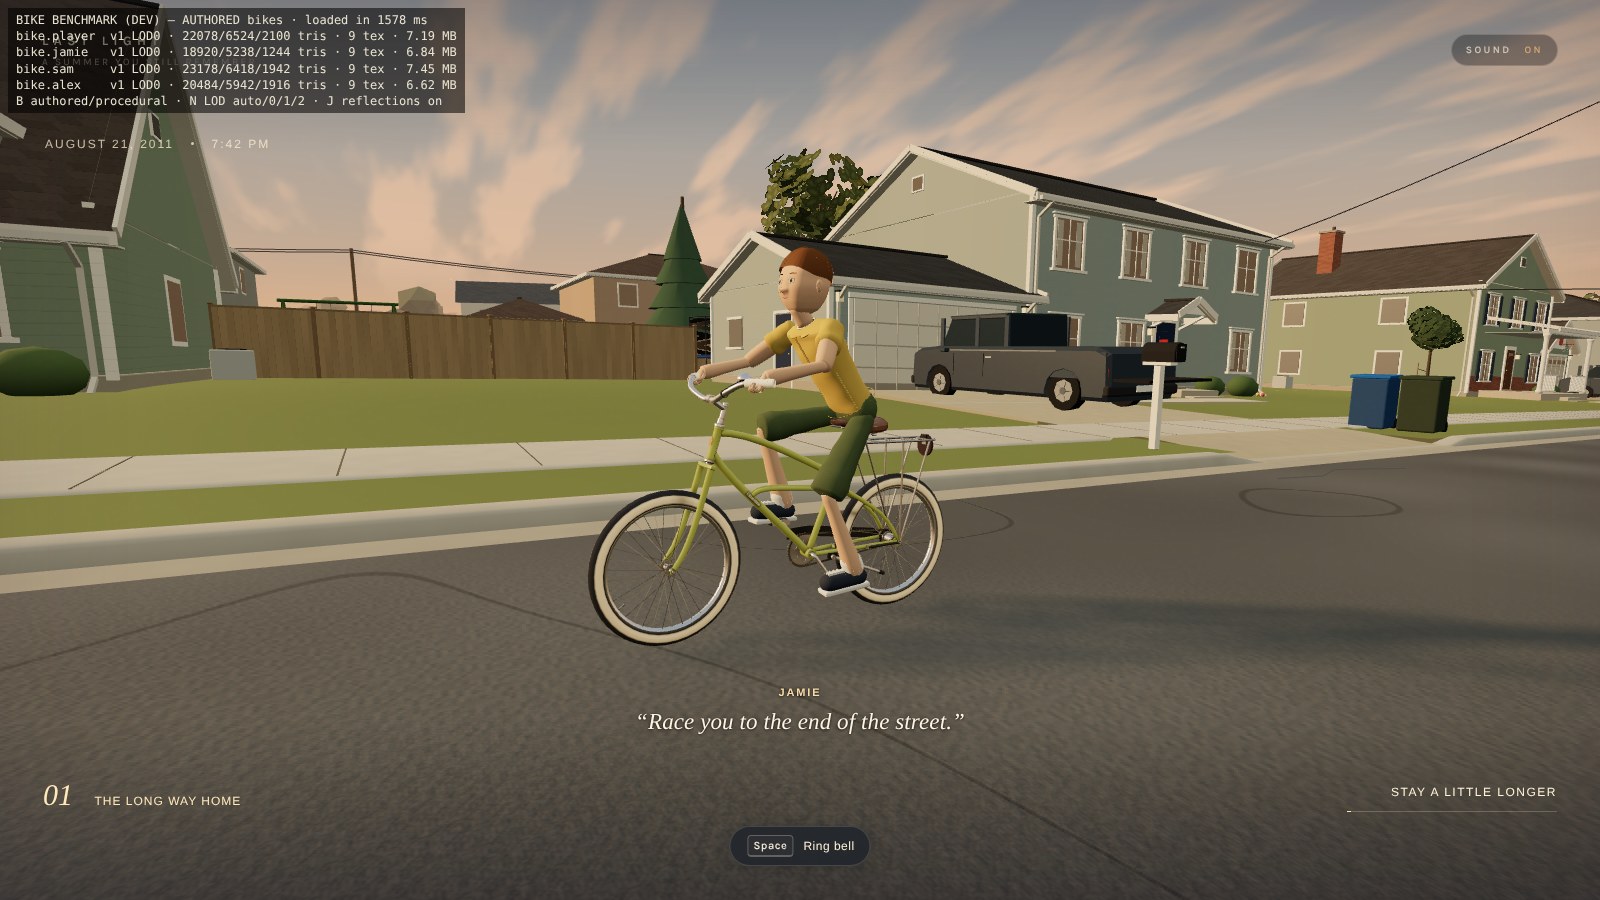 BIKE BENCHMARK (DEV) — AUTHORED bikes · loaded in 1578 ms
bike.player v1 LOD0 · 22078/6524/2100 tris · 9 tex · 7.19 MB
LAST LIGHT
bike.jamie v1 LOD0 · 18920/5238/1244 tris · 9 tex · 6.84 MB
bike.sam v1 LOD0 · 23178/6418/1942 tris · 9 tex · 7.45 MB
bike.alex v1 LOD0 · 20484/5942/1916 tris · 9 tex · 6.62 MB
B authored/procedural · N LOD auto/0/1/2 · J reflections on
SOUND ON
AUGUST 21, 2011 • 7:42 PM
JAMIE
“Race you to the end of the street.”
01 THE LONG WAY HOME
STAY A LITTLE LONGER
Space Ring bell